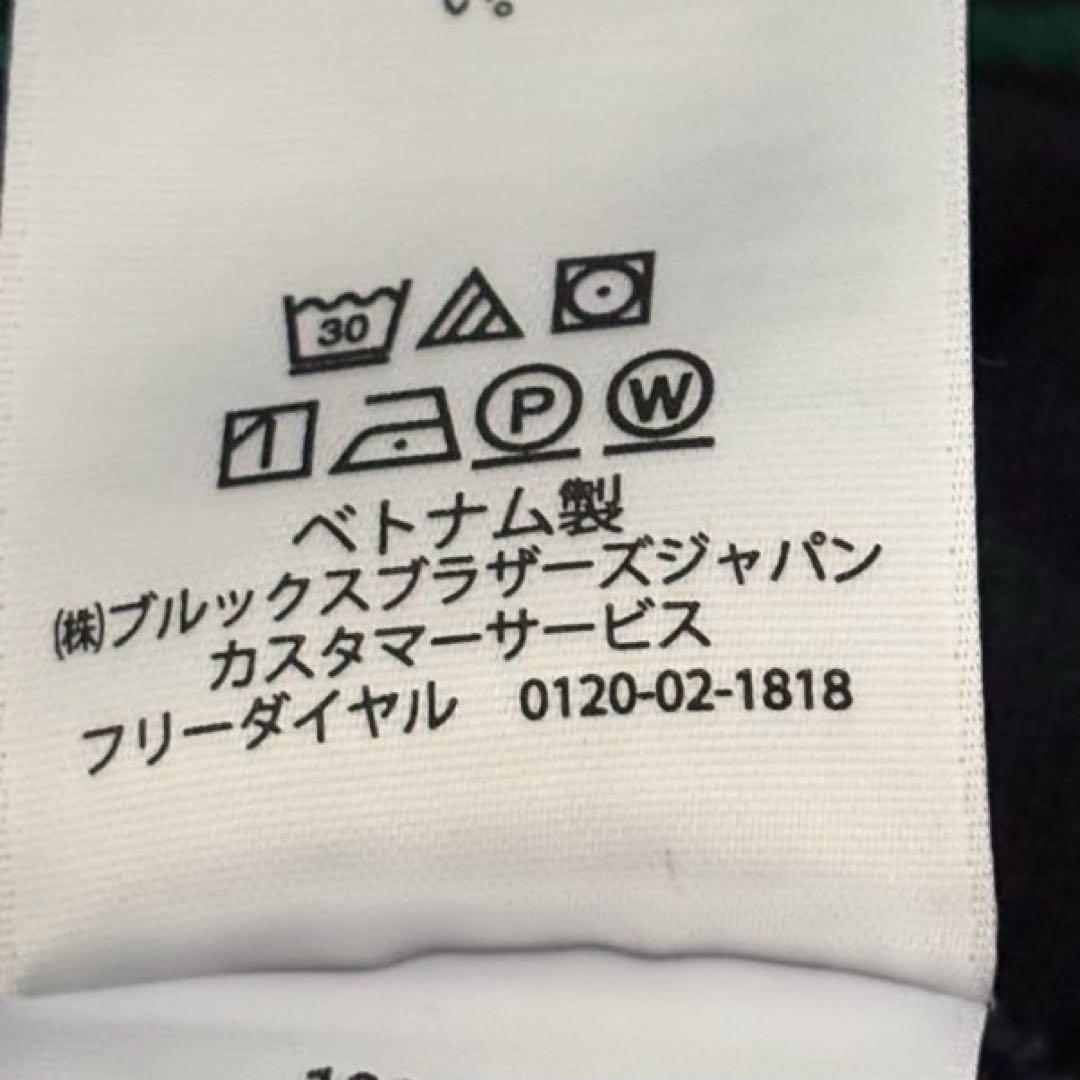 30
P W
ベトナム製
㈱ブルックスブラザーズジャパン
カスタマーサービス
フリーダイヤル 0120-02-1818